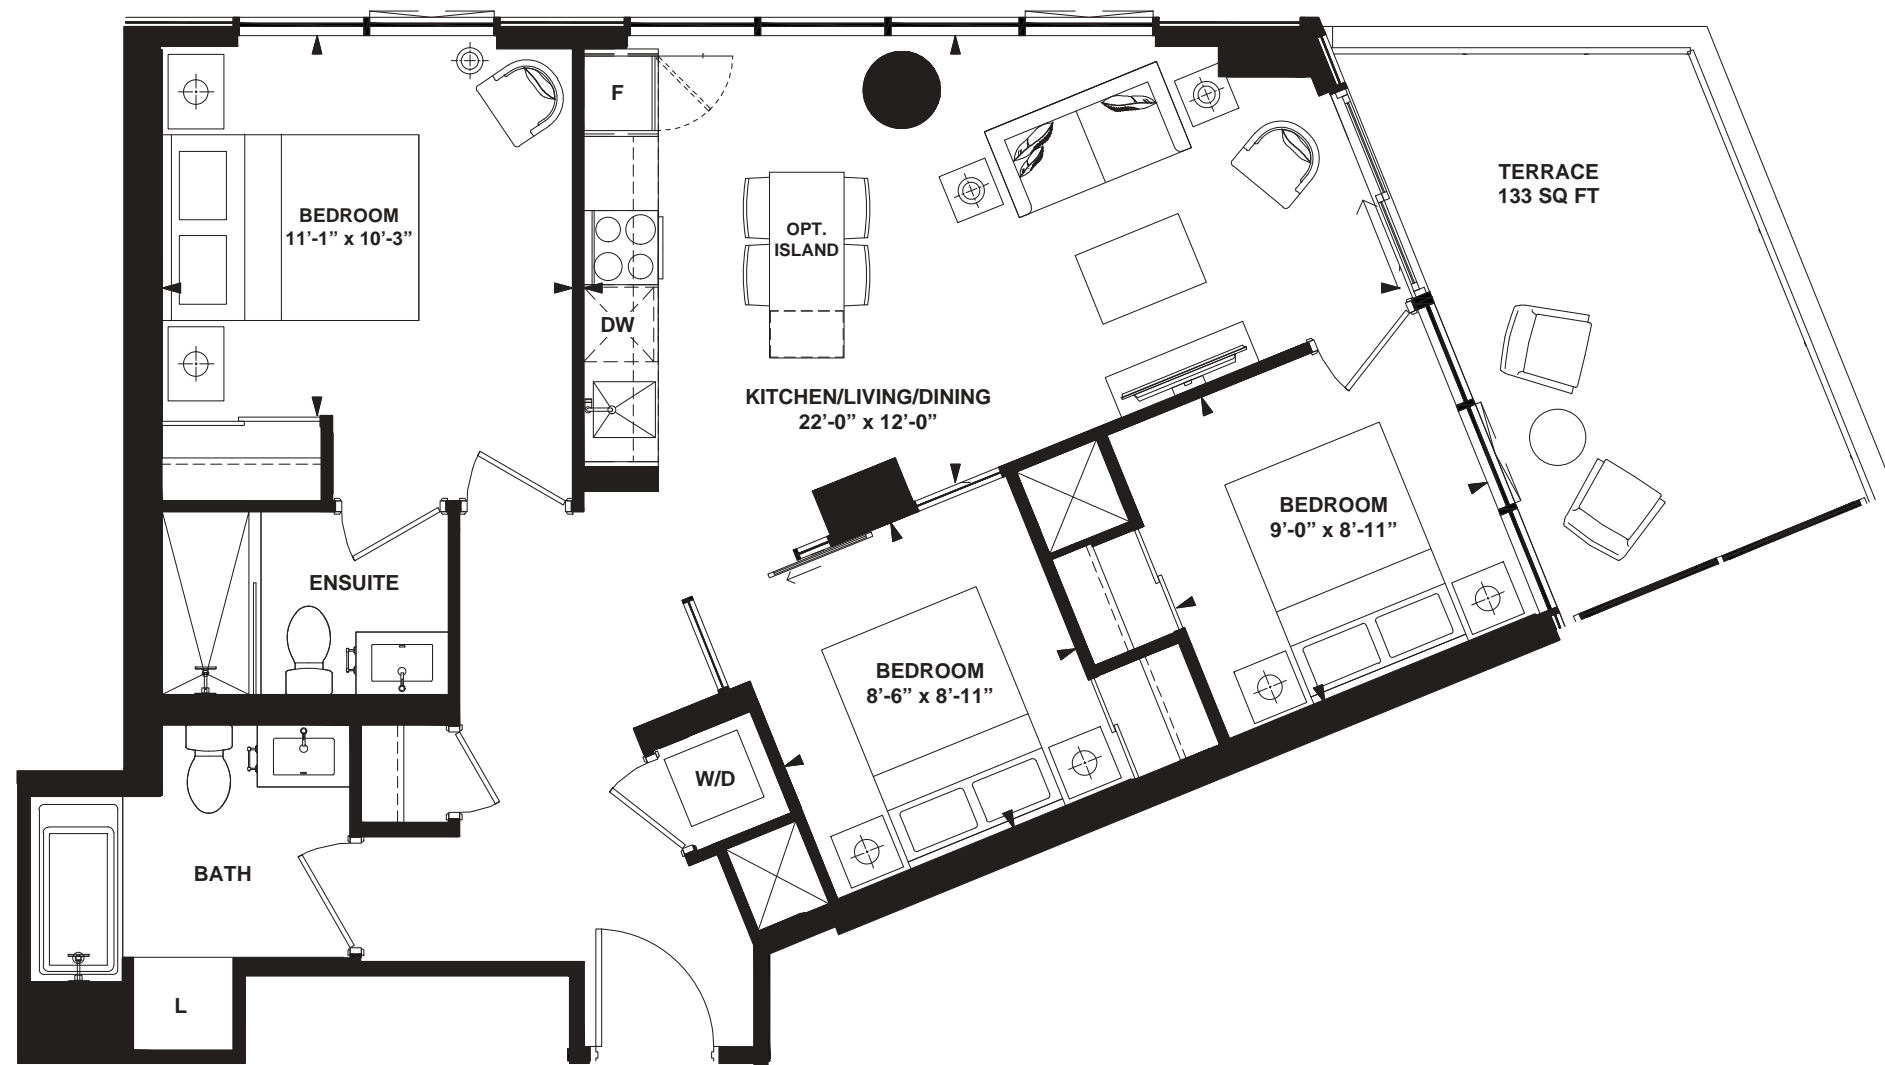 F
TERRACE
133 SQ FT
BEDROOM
11’-1” x 10’-3”
OPT.
ISLAND
DW
KITCHEN/LIVING/DINING
22’-0” x 12’-0”
BEDROOM
9’-0” x 8’-11”
ENSUITE
BEDROOM
8’-6” x 8’-11”
W/D
BATH
L